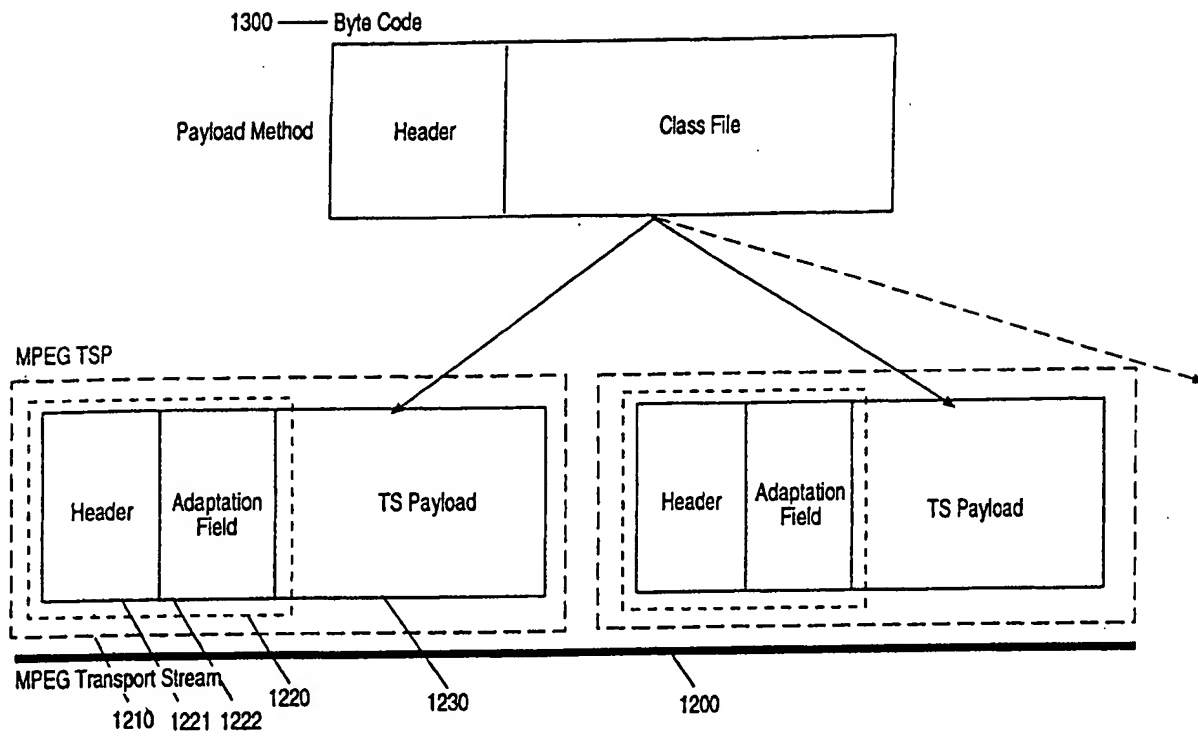 1300 Byte Code
Payload Method
Header
Class File
MPEG TSP
Header
Adaptation
Field
TS Payload
Header
Adaptation
Field
TS Payload
MPEG Transport Stream
1210
1221
1222
1220
1230
1200